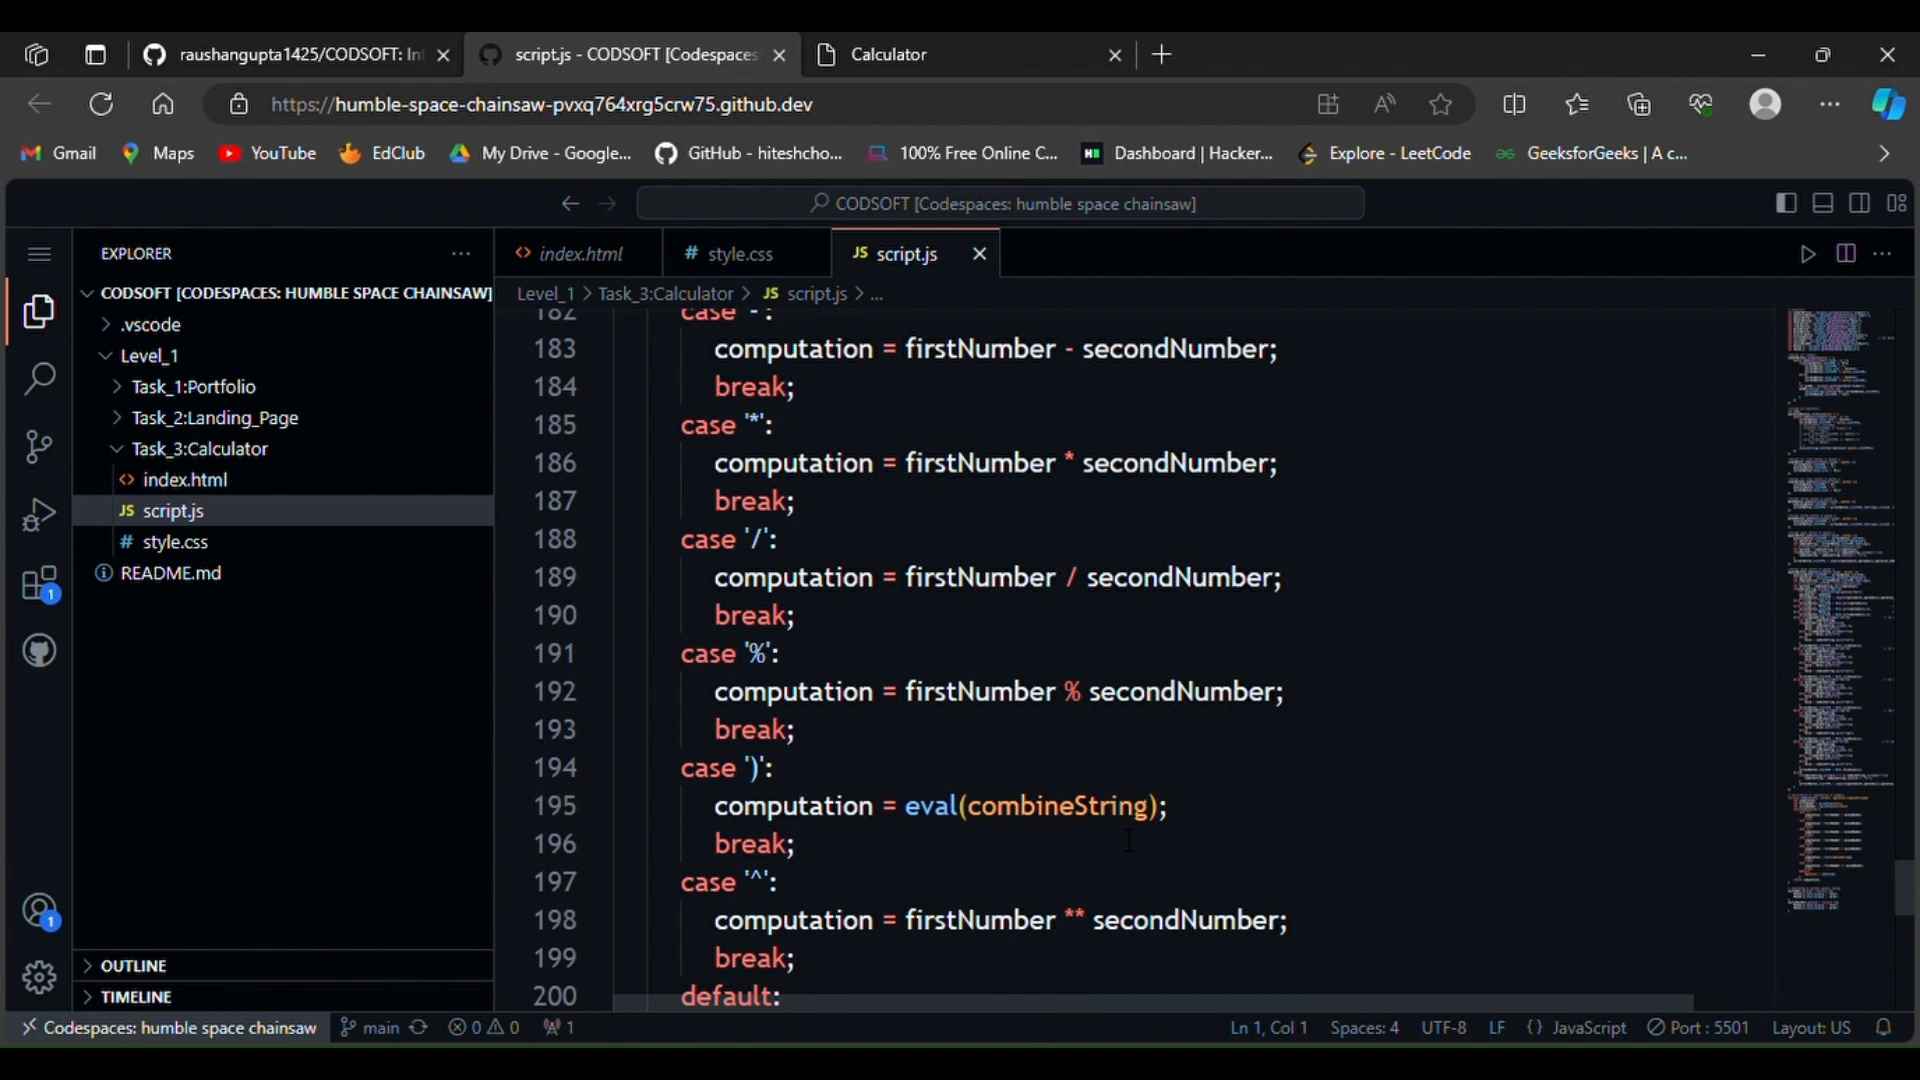 raushangupta1425/CODSOFT: In
script.js - CODSOFT [Codespaces
Calculator
https://humble-space-chainsaw-pvxq764xrg5crw75.github.dev
Gmail
Maps
YouTube
EdClub
My Drive - Google...
GitHub - hiteshcho...
100% Free Online C...
Dashboard | Hacker...
Explore - LeetCode
GeeksforGeeks | A c...
CODSOFT [Codespaces: humble space chainsaw]
EXPLORER
CODSOFT [CODESPACES: HUMBLE SPACE CHAINSAW]
.vscode
Level_1
Task_1:Portfolio
Task_2:Landing_Page
Task_3:Calculator
index.html
JS script.js
# style.css
README.md
OUTLINE
TIMELINE
index.html
# style.css
JS script.js
Level_1 > Task_3:Calculator > JS script.js > ...
182 case '-':
183 computation = firstNumber - secondNumber;
184 break;
185 case '*':
186 computation = firstNumber * secondNumber;
187 break;
188 case '/':
189 computation = firstNumber / secondNumber;
190 break;
191 case '%':
192 computation = firstNumber % secondNumber;
193 break;
194 case ')':
195 computation = eval(combineString);
196 break;
197 case '^':
198 computation = firstNumber ** secondNumber;
199 break;
200 default:
1
1
Codespaces: humble space chainsaw main 0 0 1 Ln 1, Col 1 Spaces: 4 UTF-8 LF {} JavaScript Port : 5501 Layout: US